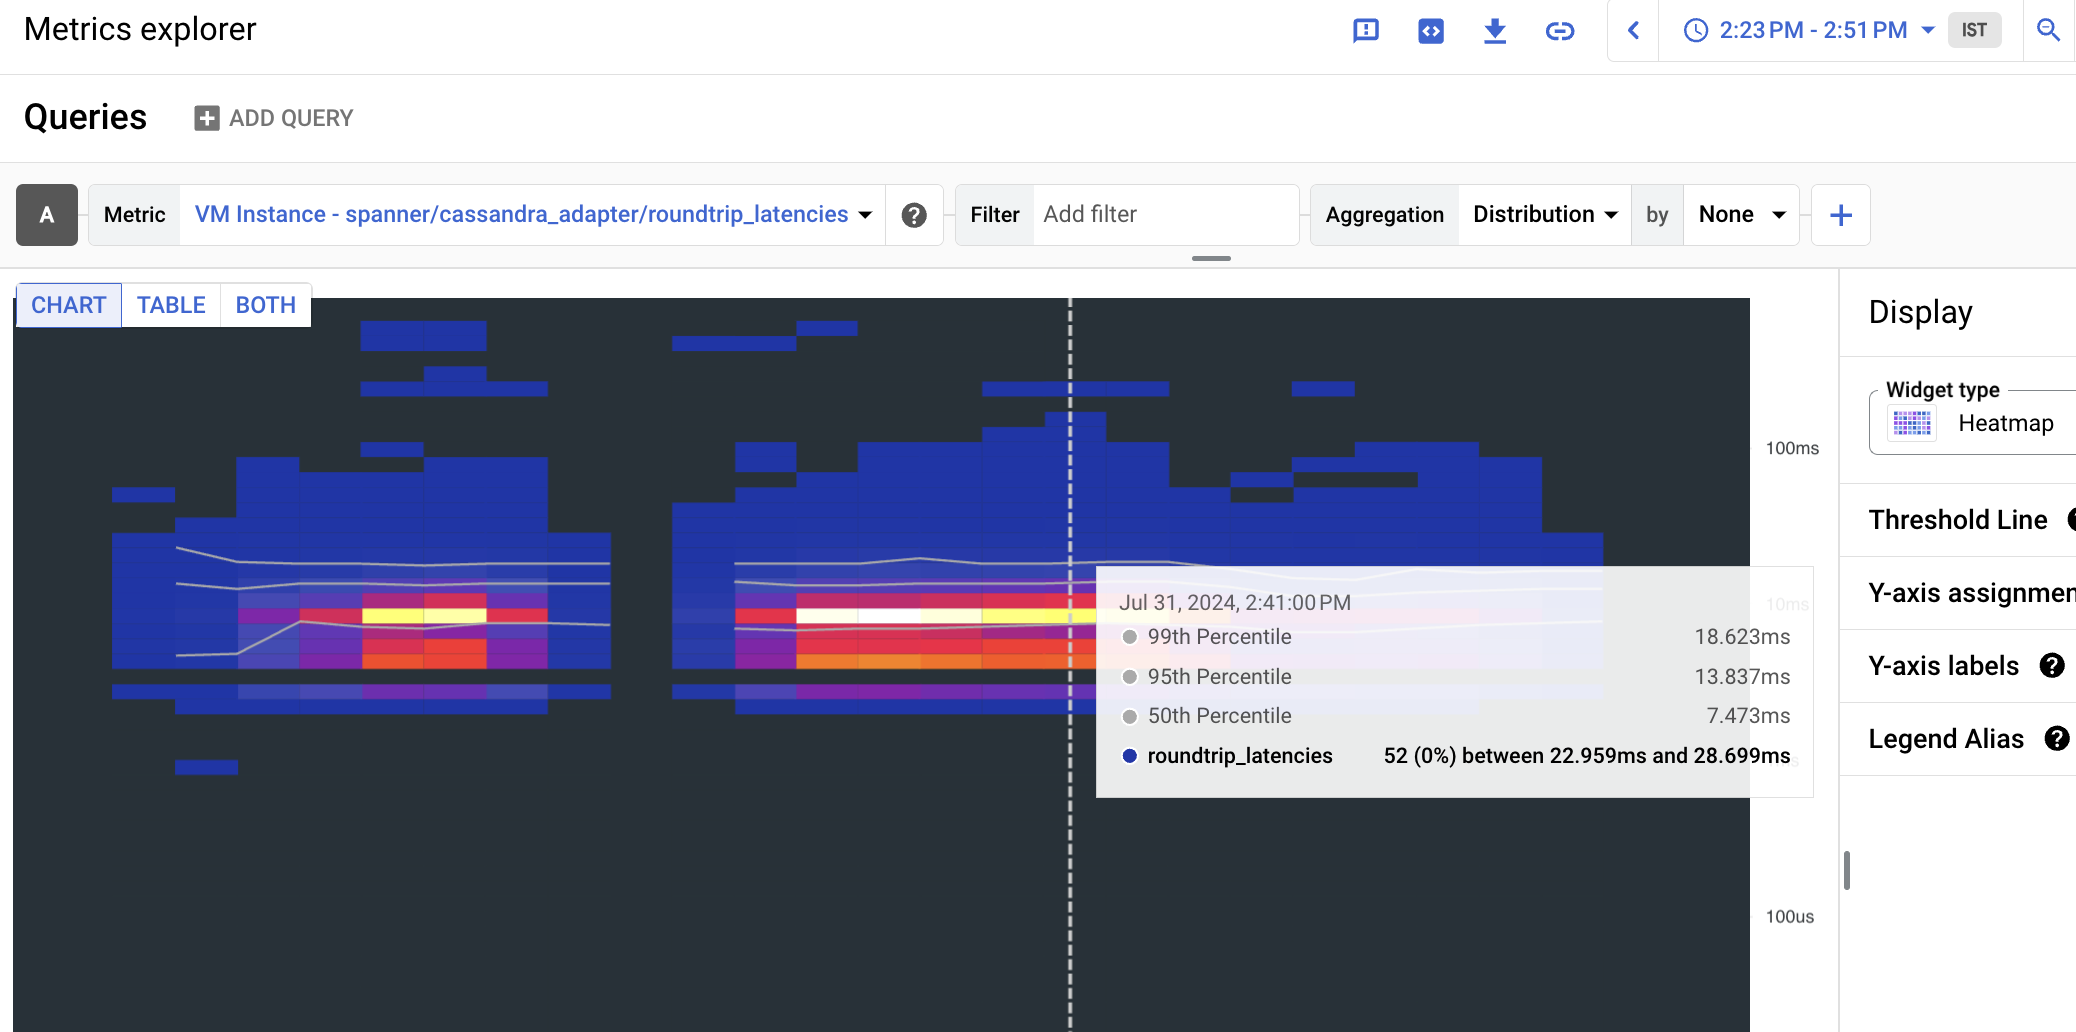 Metrics explorer
2:23 PM - 2:51 PM IST
Queries ADD QUERY
A Metric VM Instance - spanner/cassandra_adapter/roundtrip_latencies ? Filter Add filter Aggregation Distribution by None +
CHART TABLE BOTH
Display
Widget type
Heatmap
100ms
Threshold Line
Y-axis assignmen
10ms
Jul 31, 2024, 2:41:00 PM
99th Percentile 18.623ms
Y-axis labels ?
95th Percentile 13.837ms
50th Percentile 7.473ms
Legend Alias ?
roundtrip_latencies 52 (0%) between 22.959ms and 28.699ms
100us